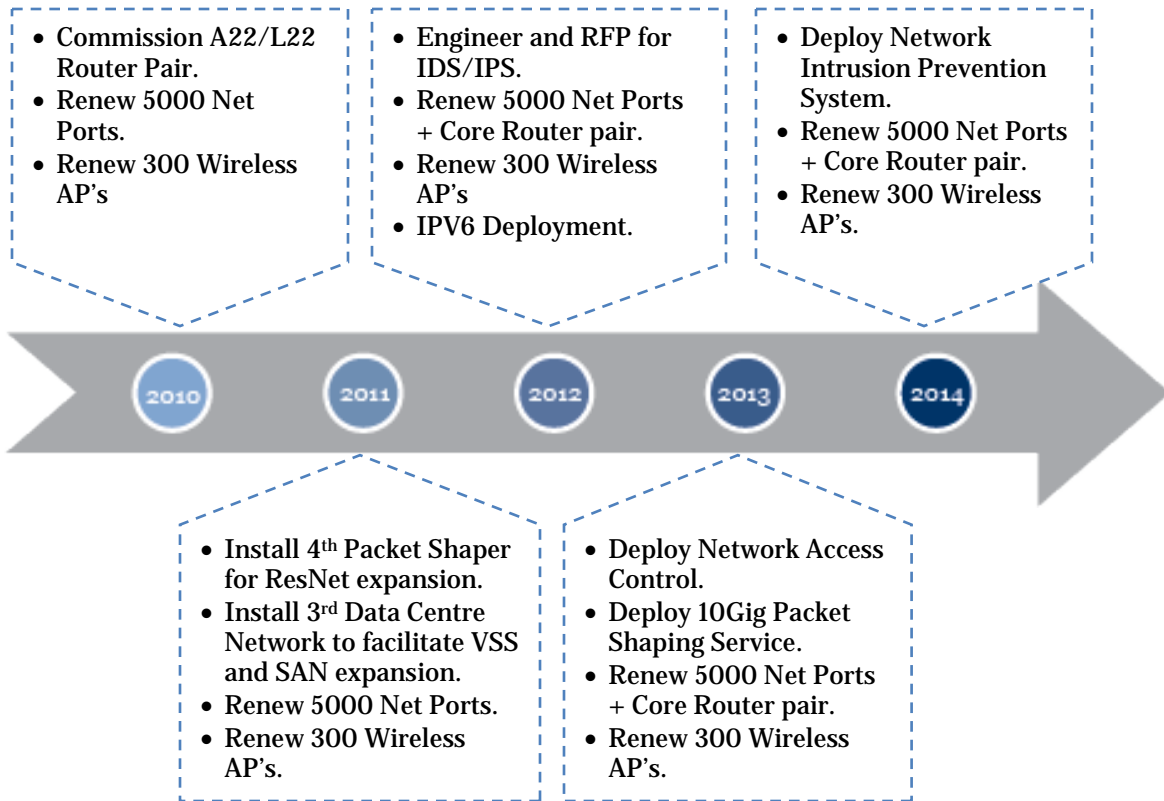 • Commission A22/L22
Router Pair.
• Renew 5000 Net
Ports.
• Renew 300 Wireless
AP's
• Engineer and RFP for
IDS/IPS.
• Renew 5000 Net Ports
+ Core Router pair.
• Renew 300 Wireless
AP's
• IPV6 Deployment.
• Deploy Network
Intrusion Prevention
System.
• Renew 5000 Net Ports
+ Core Router pair.
• Renew 300 Wireless
AP's.
2010 2011 2012 2013 2014
• Install 4th Packet Shaper
for ResNet expansion.
• Install 3rd Data Centre
Network to facilitate VSS
and SAN expansion.
• Renew 5000 Net Ports.
• Renew 300 Wireless
AP's.
• Deploy Network Access
Control.
• Deploy 10Gig Packet
Shaping Service.
• Renew 5000 Net Ports
+ Core Router pair.
• Renew 300 Wireless
AP's.